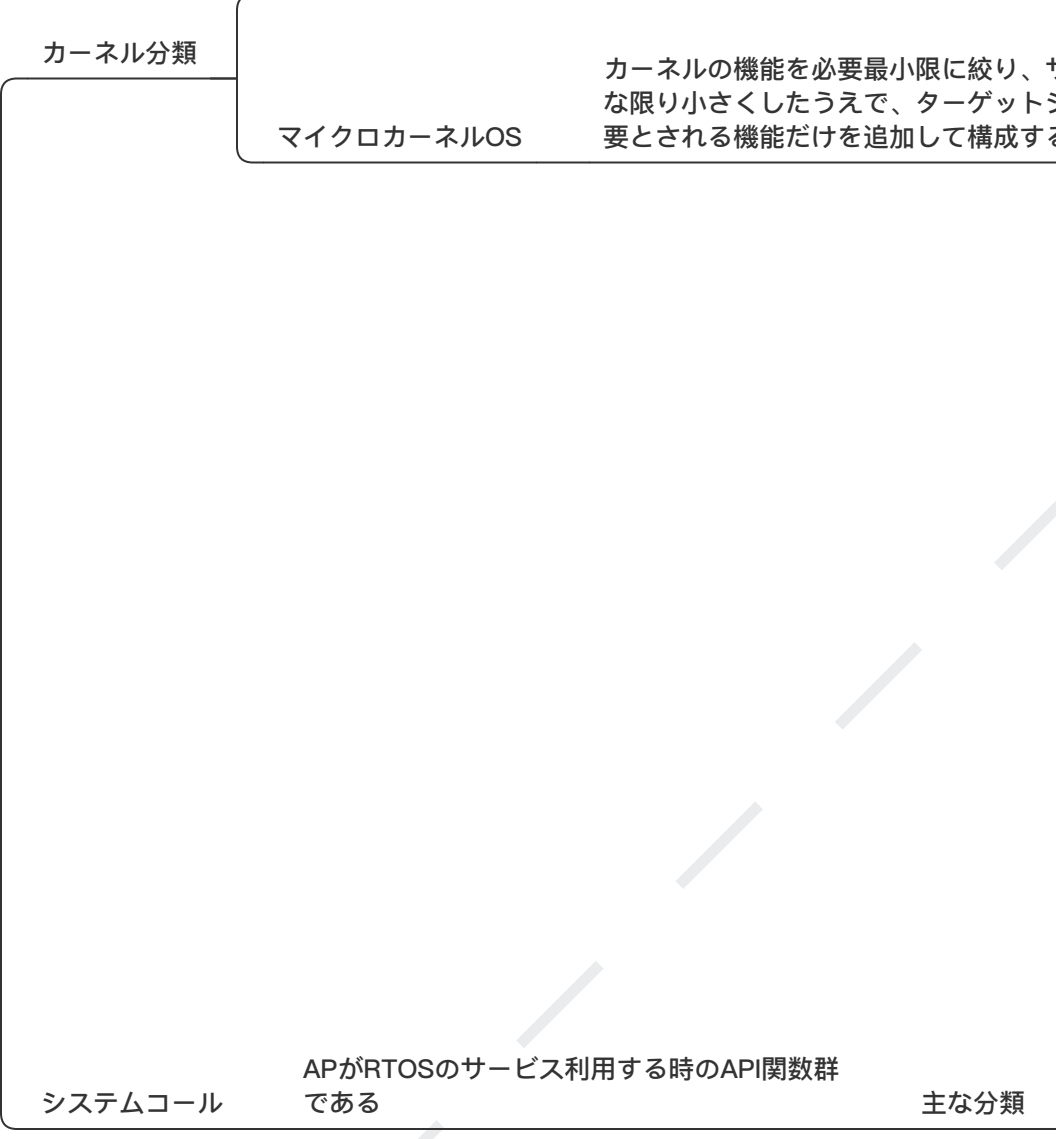 カーネル分類
カーネルの機能を必要最小限に絞り、
な限り小さくしたうえで、ターゲット
マイクロカーネルOS
要とされる機能だけを追加して構成す
APがRTOSのサービス利用する時のAPI関数群
である
システムコール
主な分類